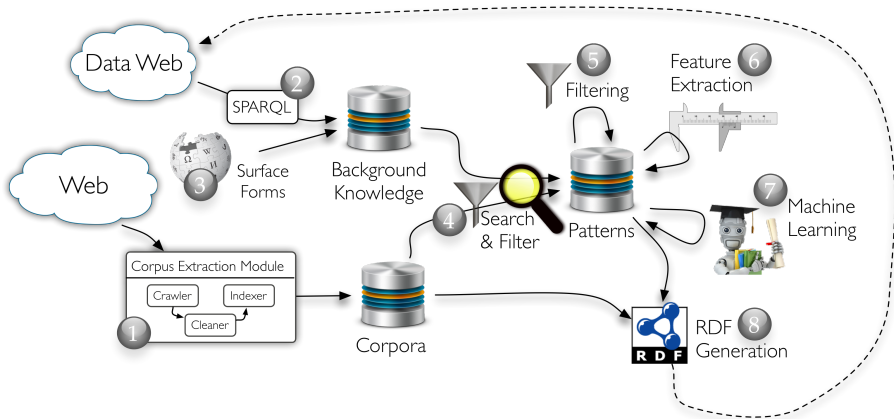 Data Web
2
SPARQL
Web
3
Surface
Forms
Background
Knowledge
5
Filtering
Feature
Extraction
6
4
Search
& Filter
Patterns
7
Machine
Learning
Corpus Extraction Module
Crawler
Indexer
Cleaner
1
Corpora
RDF
RDF
Generation
8